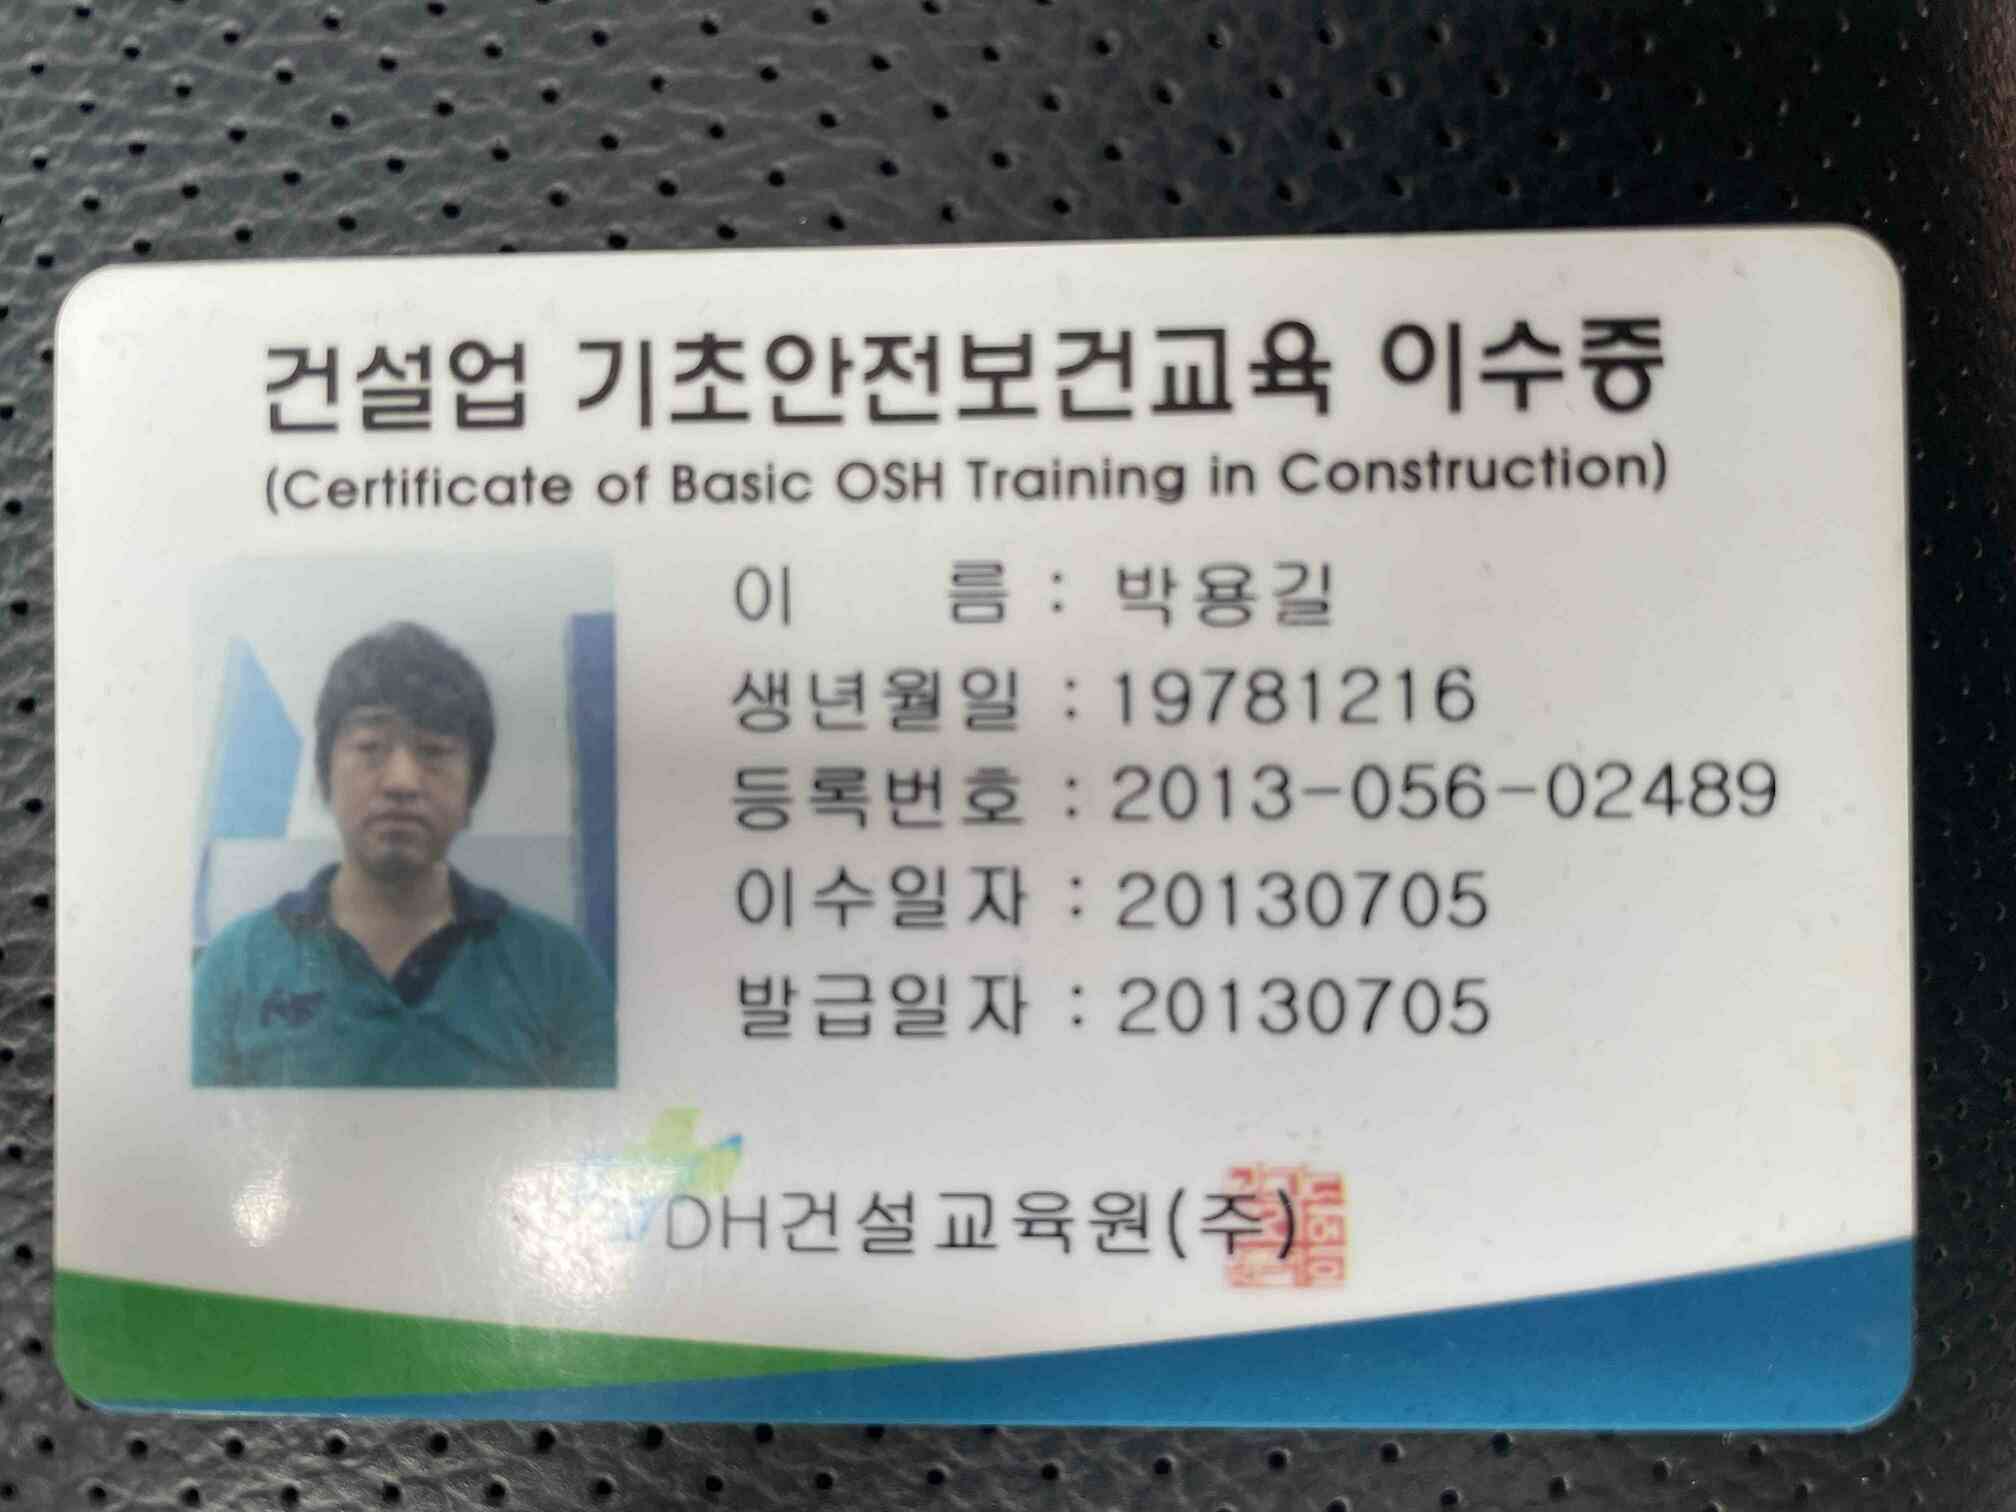 건설업 기초안전보건교육 이수증
(Certificate of Basic OSH Training in Construction)
이 름 : 박용길
생년월일 : 19781216
등록번호 : 2013-056-02489
이수일자 : 20130705
발급일자 : 20130705
DH건설교육원(주)